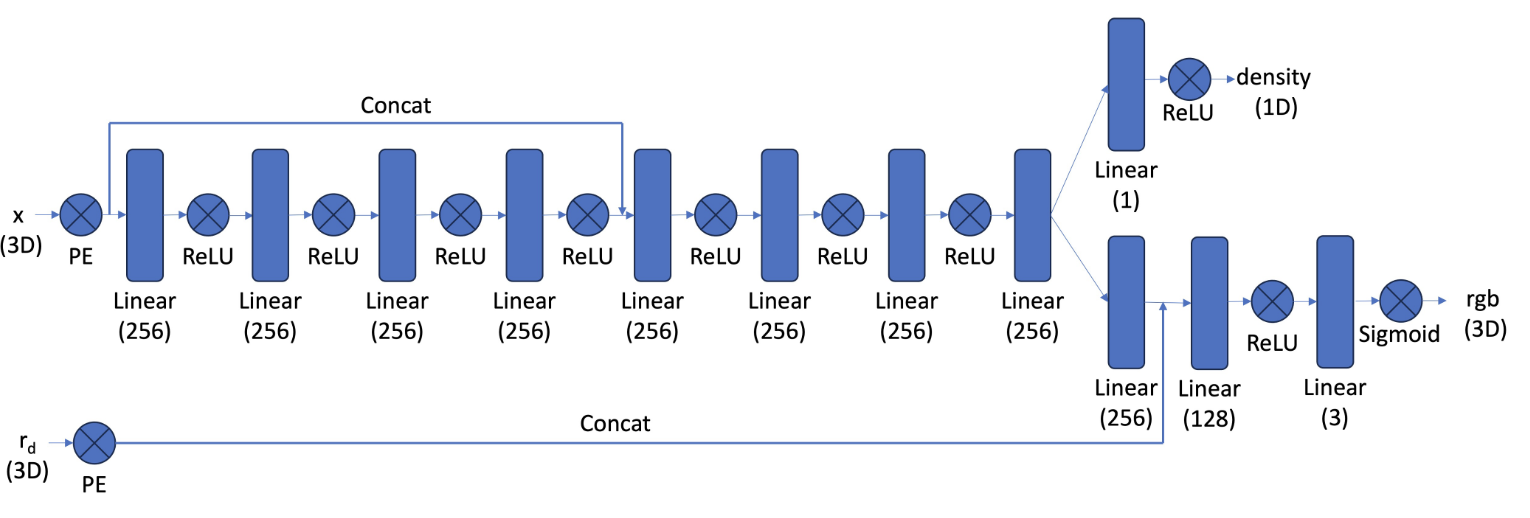 Concat
x
(3D)
PE
Linear
(256)
ReLU
Linear
(256)
ReLU
Linear
(256)
ReLU
Linear
(256)
ReLU
Linear
(256)
ReLU
Linear
(256)
ReLU
Linear
(256)
ReLU
Linear
(256)
Linear
(1)
ReLU
density
(1D)
Linear
(256)
Linear
(128)
ReLU
Linear
(3)
Sigmoid
rgb
(3D)
Concat
rd
(3D)
PE